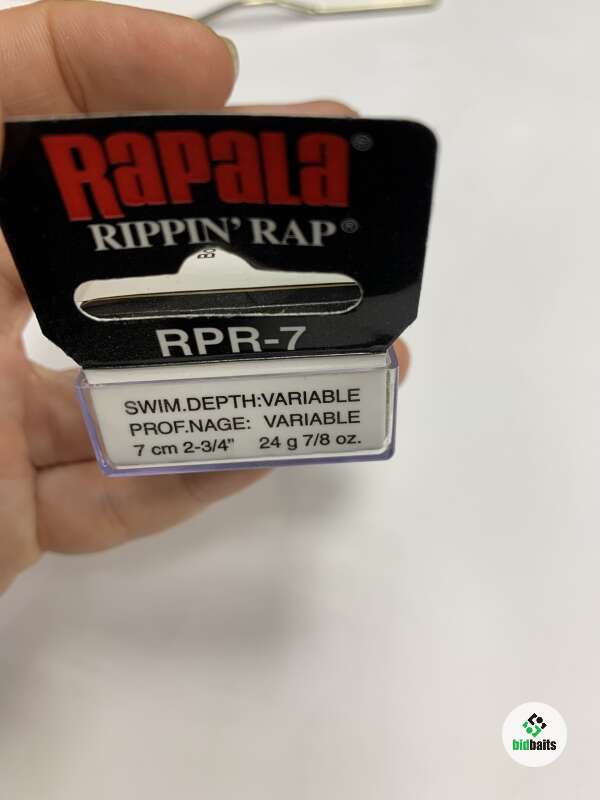 RAPALA®
RIPPIN' RAP®
RPR-7
SWIM.DEPTH:VARIABLE
PROF.NAGE: VARIABLE
7 cm 2-3/4" 24 g 7/8 oz.
bidbaits